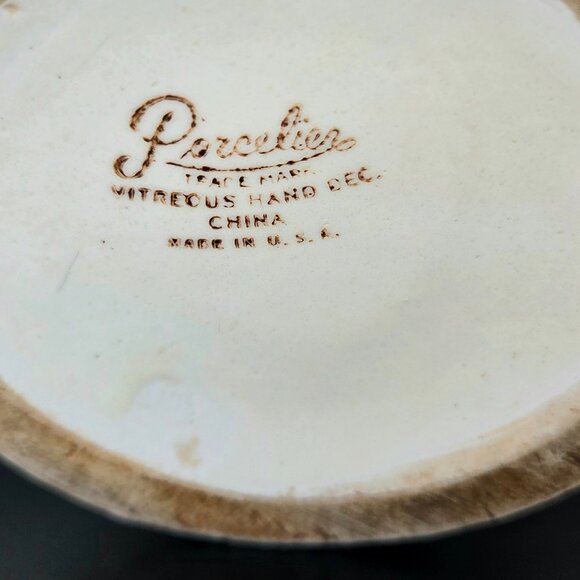 Porcelier
TRADE MARK
VITREOUS HAND DEC.
CHINA
MADE IN U.S.A.